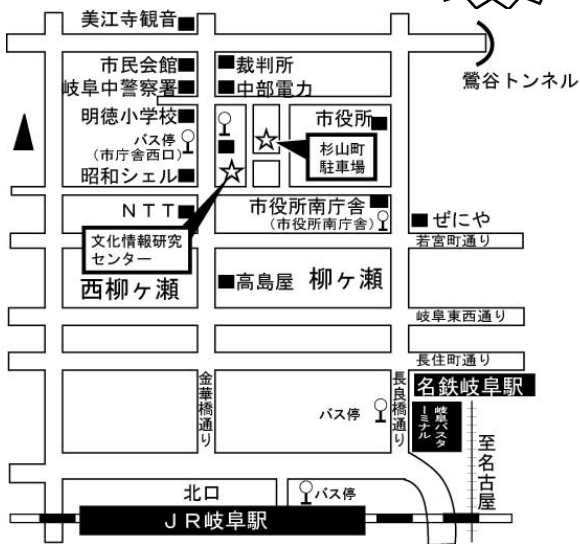 美江寺観音
市民会館
岐阜中警察署
裁判所
中部電力
鶯谷トンネル
明徳小学校
バス停
(市庁舎西口)
昭和シェル
市役所
杉山町
駐車場
NTT
市役所南庁舎
(市役所南庁舎)
ぜにや
若宮町通り
文化情報研究
センター
西柳ヶ瀬
高島屋
柳ヶ瀬
岐阜東西通り
長住町通り
金華橋通り
長良橋通り
名鉄岐阜駅
岐阜バスタ
ーミナル
バス停
至名古屋
北口
バス停
JR岐阜駅